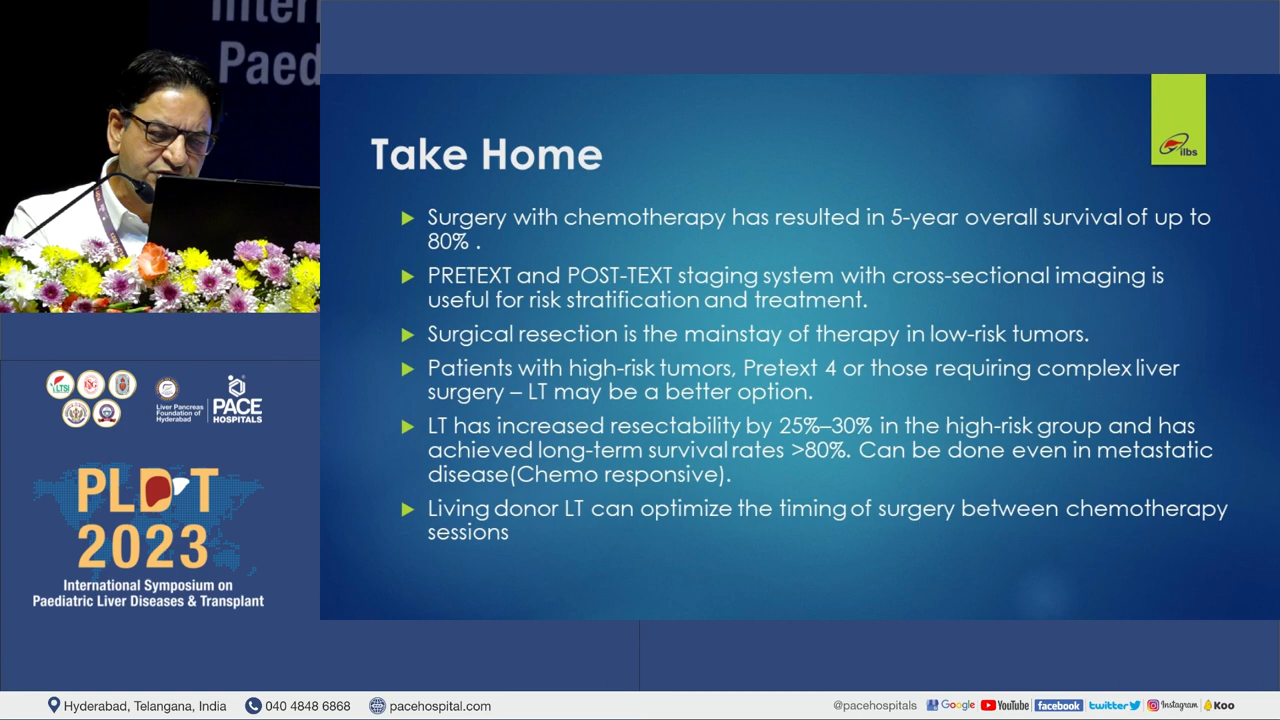 Inter
Paed
Take Home
ilbs
Surgery with chemotherapy has resulted in 5-year overall survival of up to
80% .
PRETEXT and POST-TEXT staging system with cross-sectional imaging is
useful for risk stratification and treatment.
Surgical resection is the mainstay of therapy in low-risk tumors.
Patients with high-risk tumors, Pretext 4 or those requiring complex liver
surgery – LT may be a better option.
LT has increased resectability by 25%–30% in the high-risk group and has
achieved long-term survival rates >80%. Can be done even in metastatic
disease(Chemo responsive).
Living donor LT can optimize the timing of surgery between chemotherapy
sessions
LTSI
Liver Pancreas
Foundation of
Hyderabad
PACE
HOSPITALS
PLDT
2023
International Symposium on
Paediatric Liver Diseases & Transplant
Hyderabad, Telangana, India 040 4848 6868 pacehospital.com @pacehospitals Google YouTube facebook twitter Instagram Koo